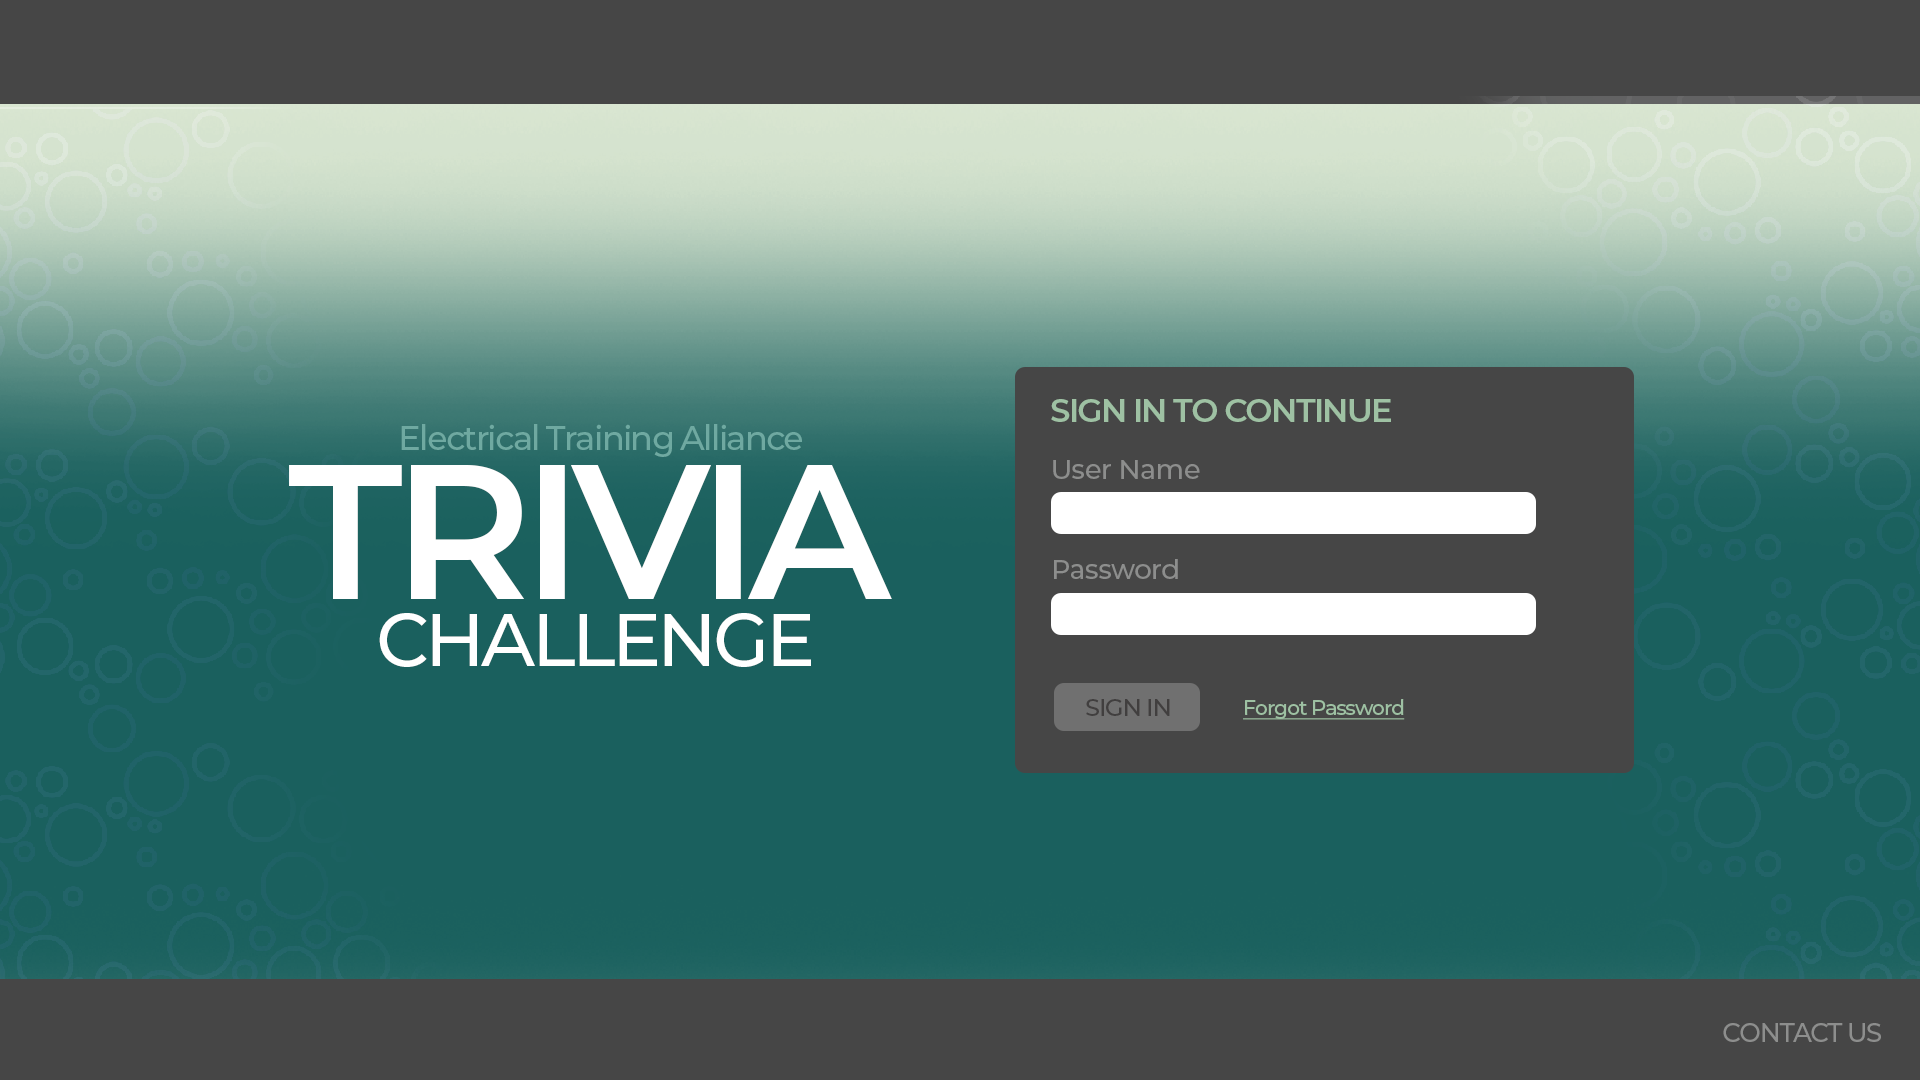 Electrical Training Alliance
TRIVIA
CHALLENGE
SIGN IN TO CONTINUE
User Name
Password
SIGN IN
Forgot Password
CONTACT US